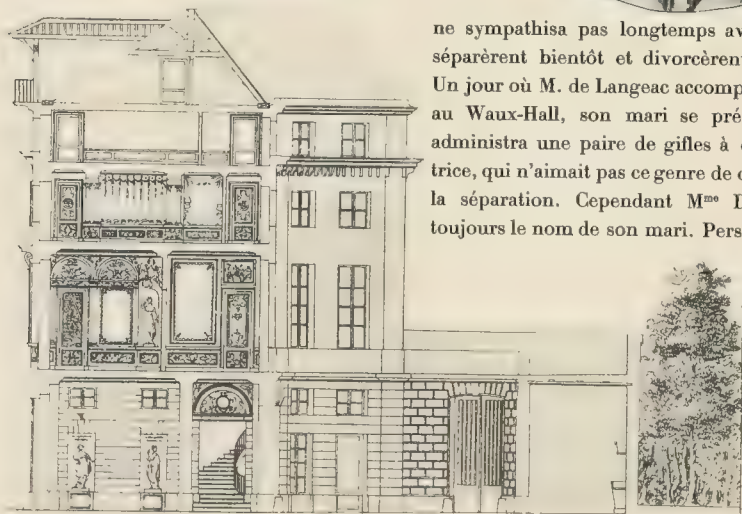 ne sympathisa pas longtemps av
séparèrent bientôt et divorcèren
Un jour où M. de Langeac accomp
au Waux-Hall, son mari se pré
administra une paire de gifles à
trice, qui n'aimait pas ce genre de
la séparation. Cependant Mᵐᵉ
toujours le nom de son mari. Pers